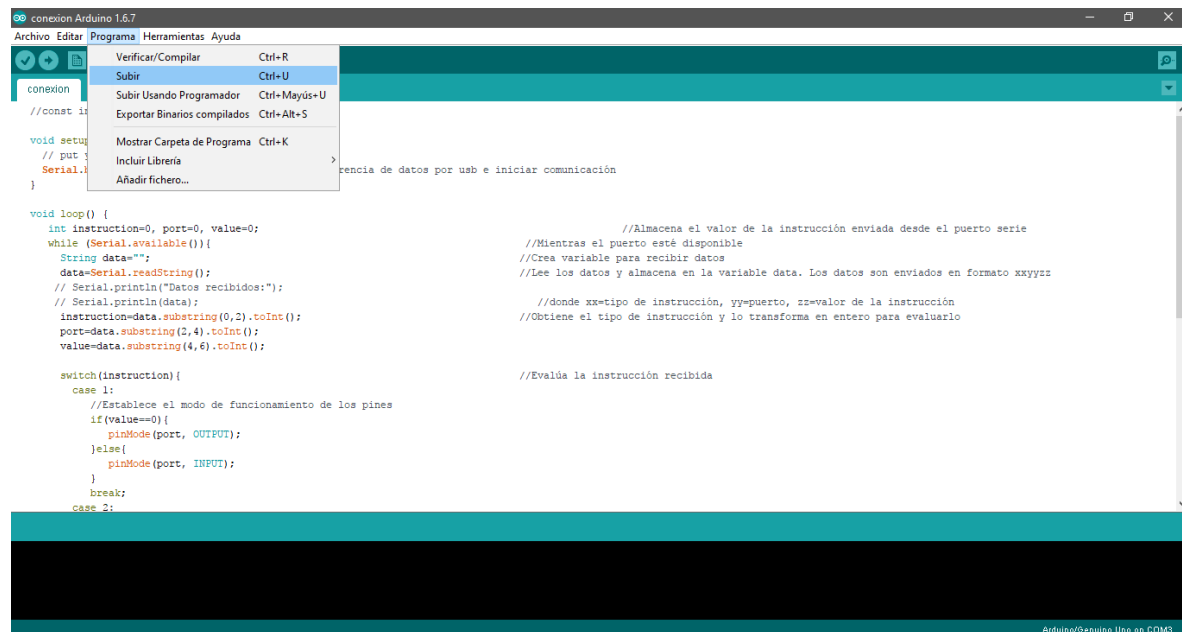 conexion Arduino 1.6.7
Archivo Editar Programa Herramientas Ayuda
Verificar/Compilar Ctrl+R
Subir Ctrl+U
Subir Usando Programador Ctrl+Mayús+U
Exportar Binarios compilados Ctrl+Alt+S
Mostrar Carpeta de Programa Ctrl+K
Incluir Librería
Añadir fichero...
conexion
//const
void
// put
rencia de datos por usb e iniciar comunicación
}
void loop() {
int instruction=0, port=0, value=0; //Almacena el valor de la instrucción enviada desde el puerto serie
while (Serial.available()){ //Mientras el puerto esté disponible
String data=""; //Crea variable para recibir datos
data=Serial.readString(); //Lee los datos y almacena en la variable data. Los datos son enviados en formato xxyyzz
// Serial.println("Datos recibidos:");
// Serial.println(data); //donde xx=tipo de instrucción, yy=puerto, zz=valor de la instrucción
instruction=data.substring(0,2).toInt(); //Obtiene el tipo de instrucción y lo transforma en entero para evaluarlo
port=data.substring(2,4).toInt();
value=data.substring(4,6).toInt();
switch(instruction){ //Evalúa la instrucción recibida
case 1:
//Establece el modo de funcionamiento de los pines
if(value==0){
pinMode(port, OUTPUT);
}else{
pinMode(port, INPUT);
}
break;
case 2:
Arduino/Genuino Uno on COM3